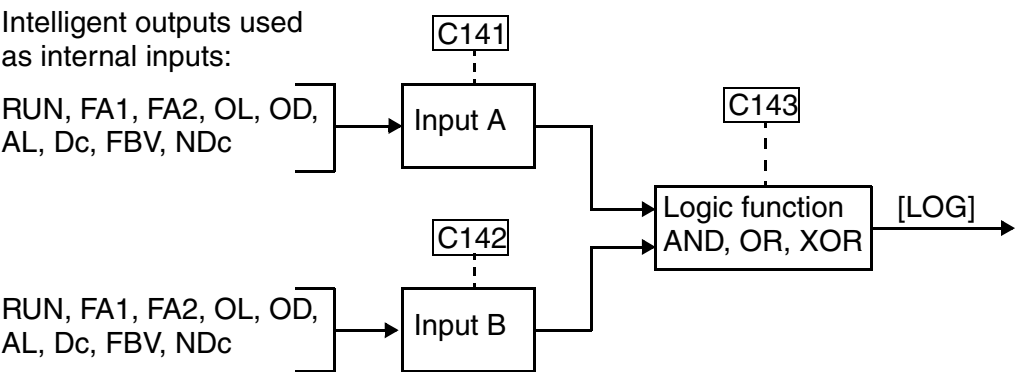 Intelligent outputs used
as internal inputs:
C141
RUN, FA1, FA2, OL, OD,
AL, Dc, FBV, NDc
Input A
C143
Logic function
AND, OR, XOR
[LOG]
C142
RUN, FA1, FA2, OL, OD,
AL, Dc, FBV, NDc
Input B